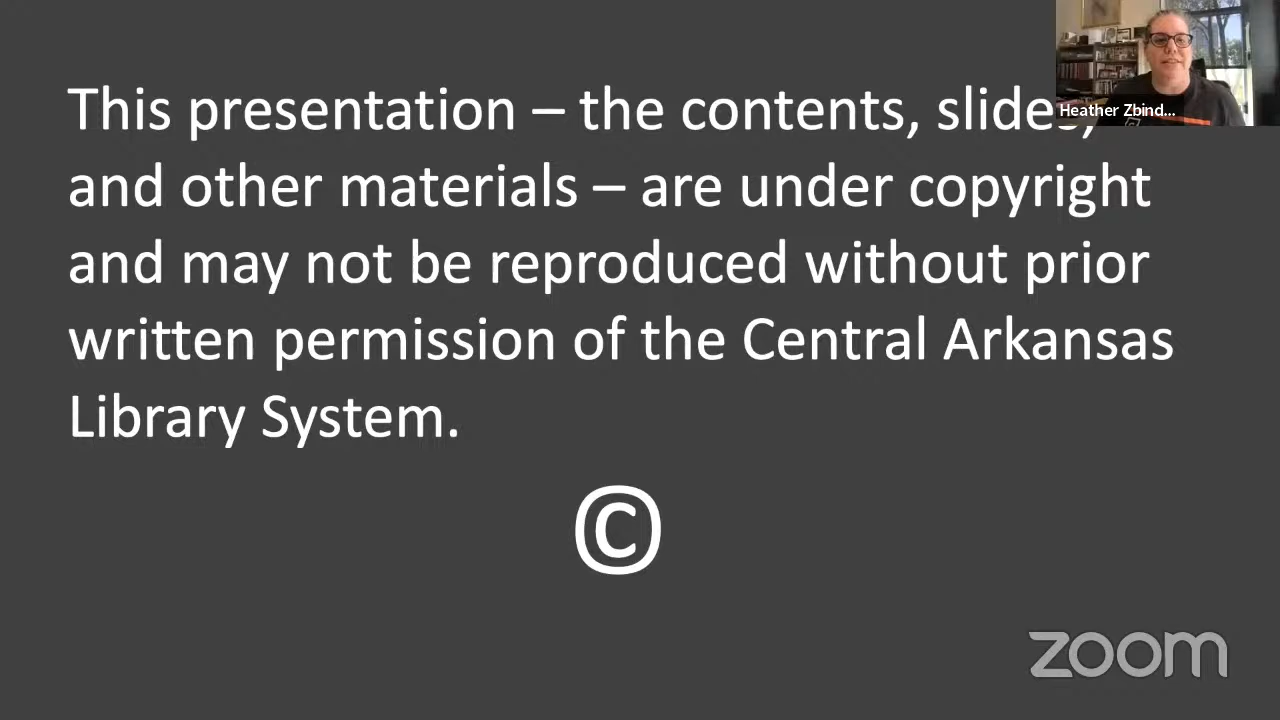 This presentation – the contents, slides,
and other materials – are under copyright
and may not be reproduced without prior
written permission of the Central Arkansas
Library System.
©
Heather Zbind...
zoom